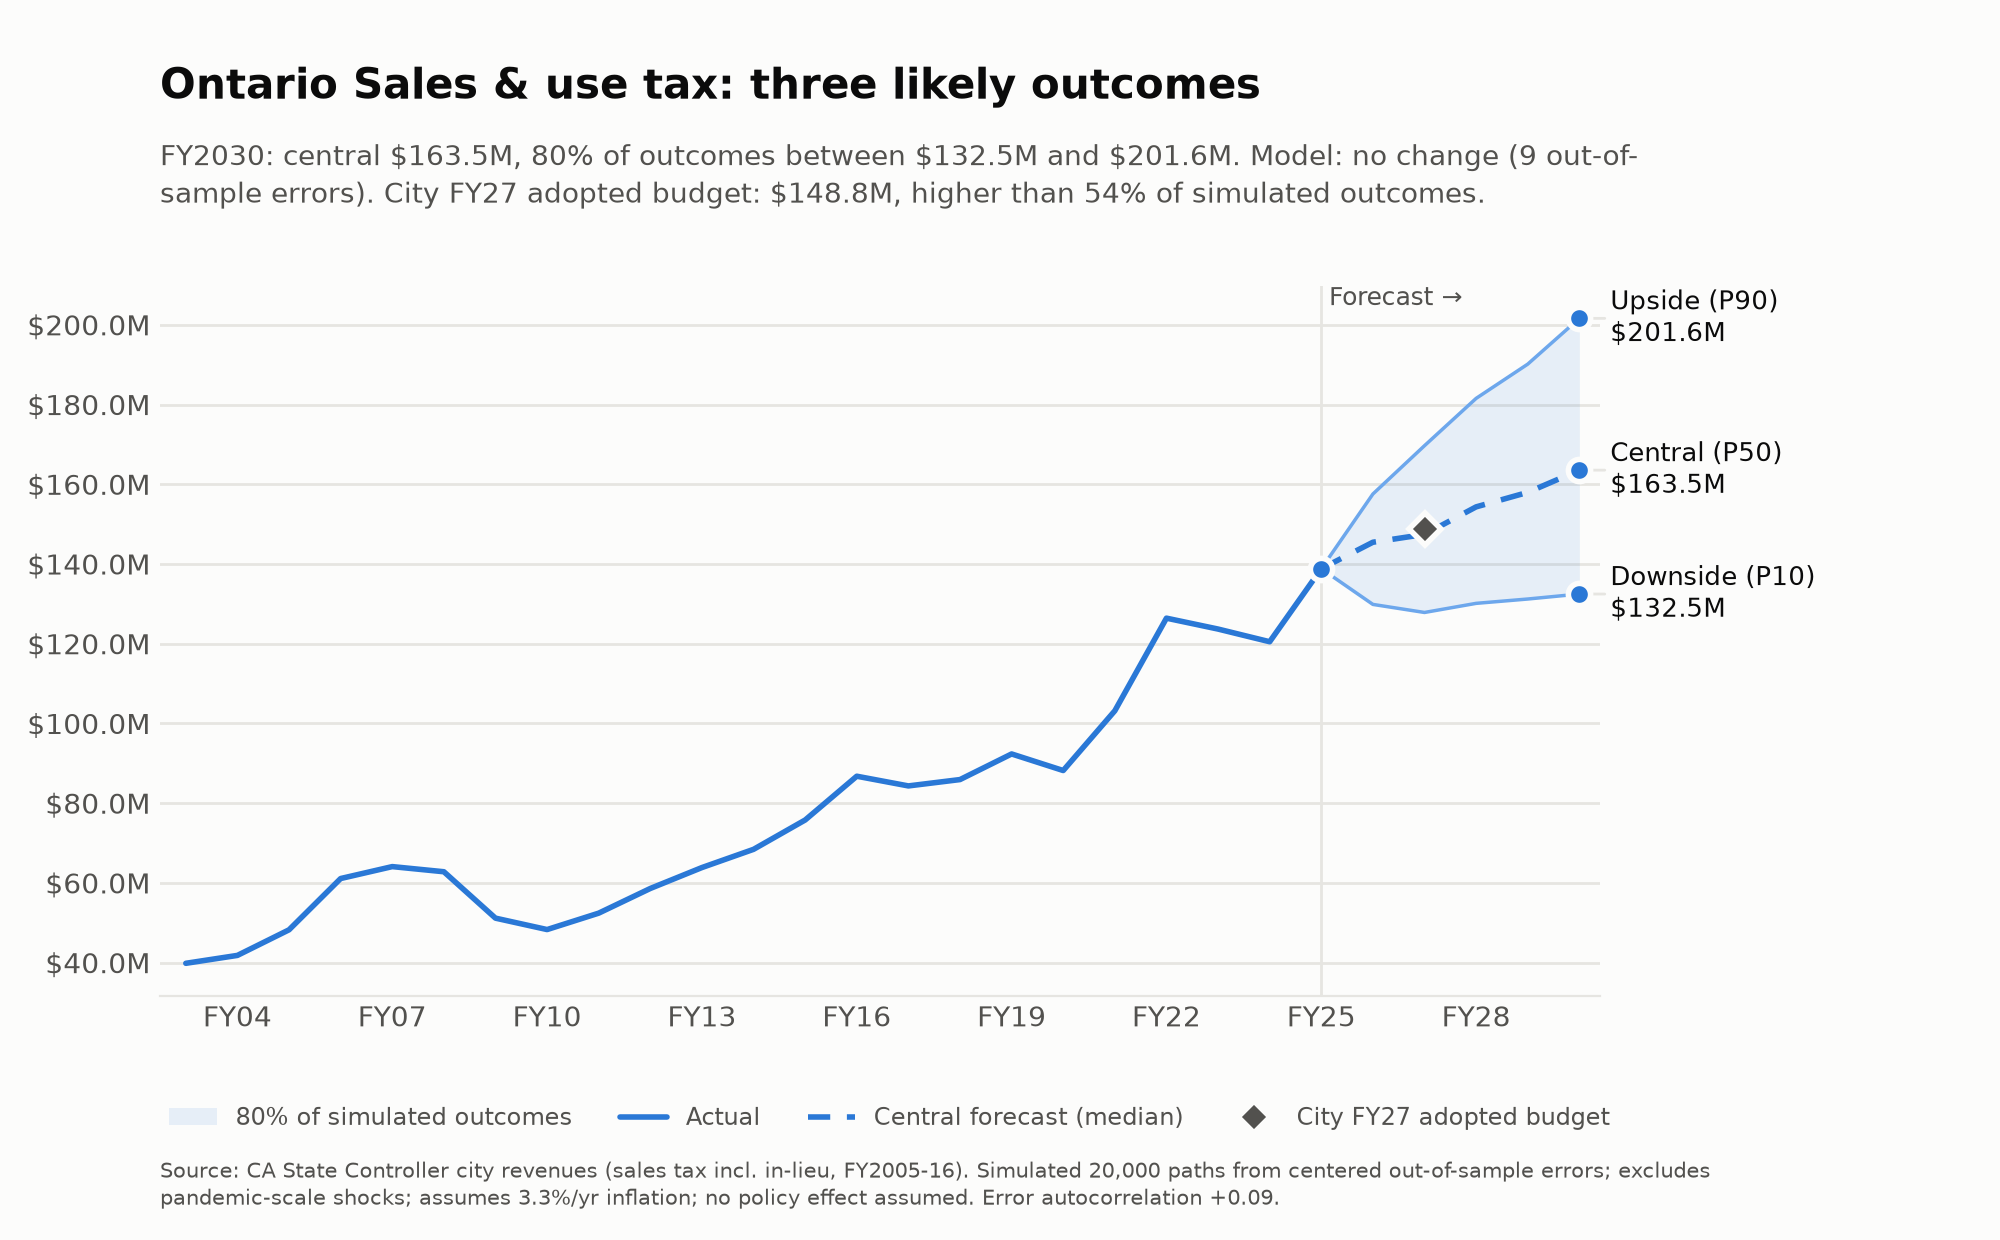 Ontario Sales & use tax: three likely outcomes
FY2030: central $163.5M, 80% of outcomes between $132.5M and $201.6M. Model: no change (9 out-of-
sample errors). City FY27 adopted budget: $148.8M, higher than 54% of simulated outcomes.
Forecast →
Upside (P90)
$201.6M
Central (P50)
$163.5M
Downside (P10)
$132.5M
$200.0M
$180.0M
$160.0M
$140.0M
$120.0M
$100.0M
$80.0M
$60.0M
$40.0M
FY04 FY07 FY10 FY13 FY16 FY19 FY22 FY25 FY28
80% of simulated outcomes Actual Central forecast (median) City FY27 adopted budget
Source: CA State Controller city revenues (sales tax incl. in-lieu, FY2005-16). Simulated 20,000 paths from centered out-of-sample errors; excludes
pandemic-scale shocks; assumes 3.3%/yr inflation; no policy effect assumed. Error autocorrelation +0.09.